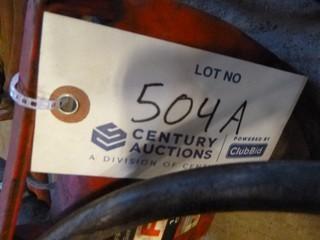 LOT NO
504A
CENTURY
AUCTIONS
POWERED BY
ClubBid
A DIVISION OF